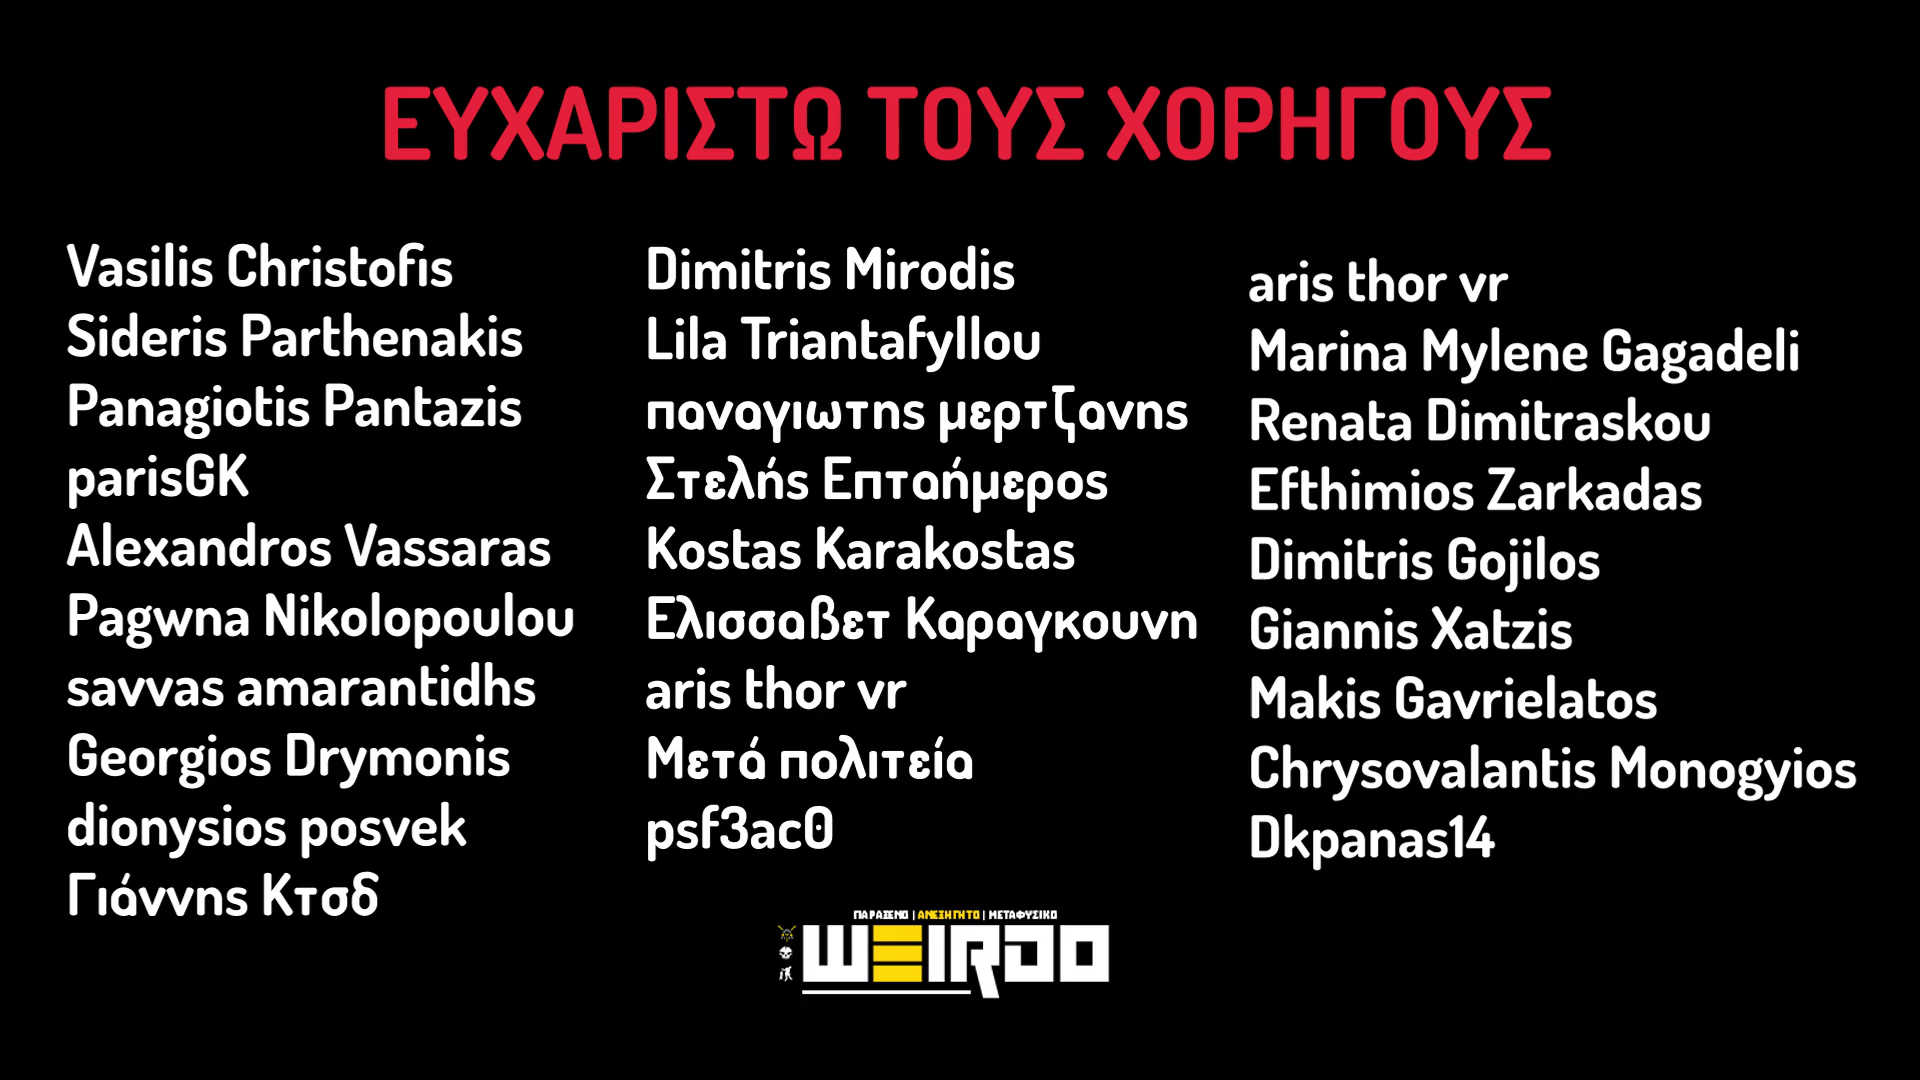 ΕΥΧΑΡΙΣΤΩ ΤΟΥΣ ΧΟΡΗΓΟΥΣ
Vasilis Christofis
Sideris Parthenakis
Panagiotis Pantazis
parisGK
Alexandros Vassaras
Pagwna Nikolopoulou
savvas amarantidhs
Georgios Drymonis
dionysios posvek
Γιάννης Κτσδ
Dimitris Mirodis
Lila Triantafyllou
παναγιωτης μερτζανης
Στελής Επταήμερος
Kostas Karakostas
Ελισσαβετ Καραγκουνη
aris thor vr
Μετά πολιτεία
psf3ac0
aris thor vr
Marina Mylene Gagadeli
Renata Dimitraskou
Efthimios Zarkadas
Dimitris Gojilos
Giannis Xatzis
Makis Gavrielatos
Chrysovalantis Monogyios
Dkpanas14
ΠΑΡΑΞΕΝΟ | ΑΝΕΞΗΓΗΤΟ | ΜΕΤΑΦΥΣΙΚΟ
WEIRDO